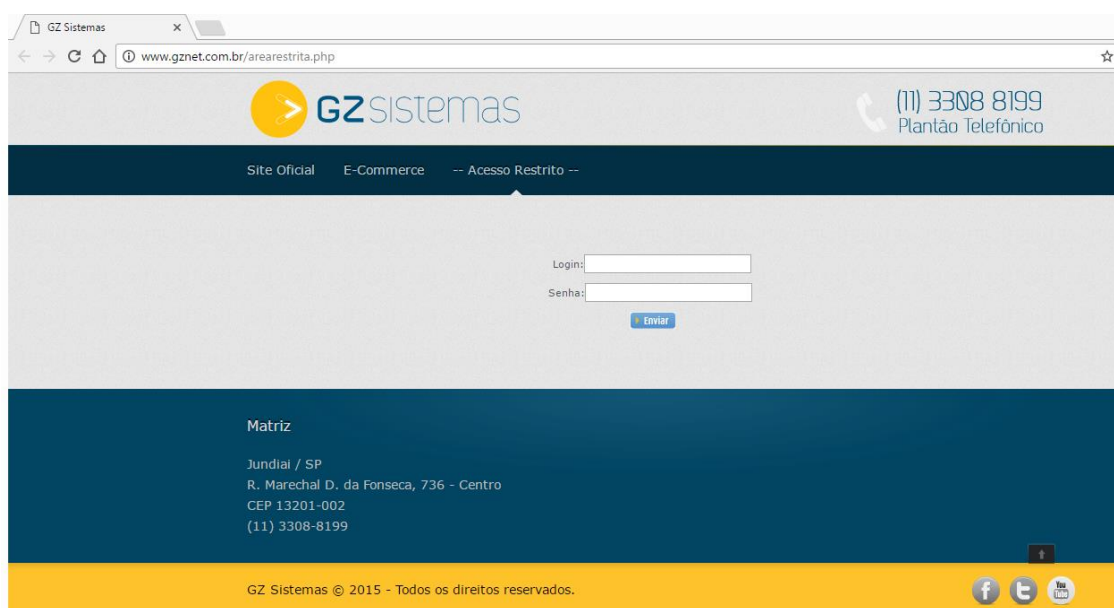 GZ Sistemas
www.gznet.com.br/arearestrita.php
GZ sistemas
(11) 3308 8199
Plantão Telefônico
Site Oficial E-Commerce -- Acesso Restrito --
Login:
Senha:
Enviar
Matriz
Jundiai / SP
R. Marechal D. da Fonseca, 736 - Centro
CEP 13201-002
(11) 3308-8199
GZ Sistemas © 2015 - Todos os direitos reservados.
You
Tube